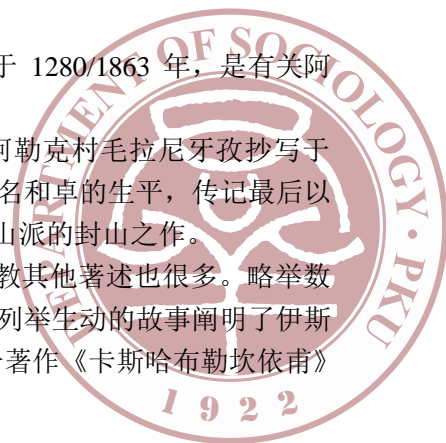 于 1280/1863 年，是有关阿
阿勒克村毛拉尼牙孜抄写于
名和卓的生平，传记最后以
山派的封山之作。
教其他著述也很多。略举数
列举生动的故事阐明了伊斯
著作《卡斯哈布勒坎依甫》
DEPARTMENT OF SOCIOLOGY · PKU
1922